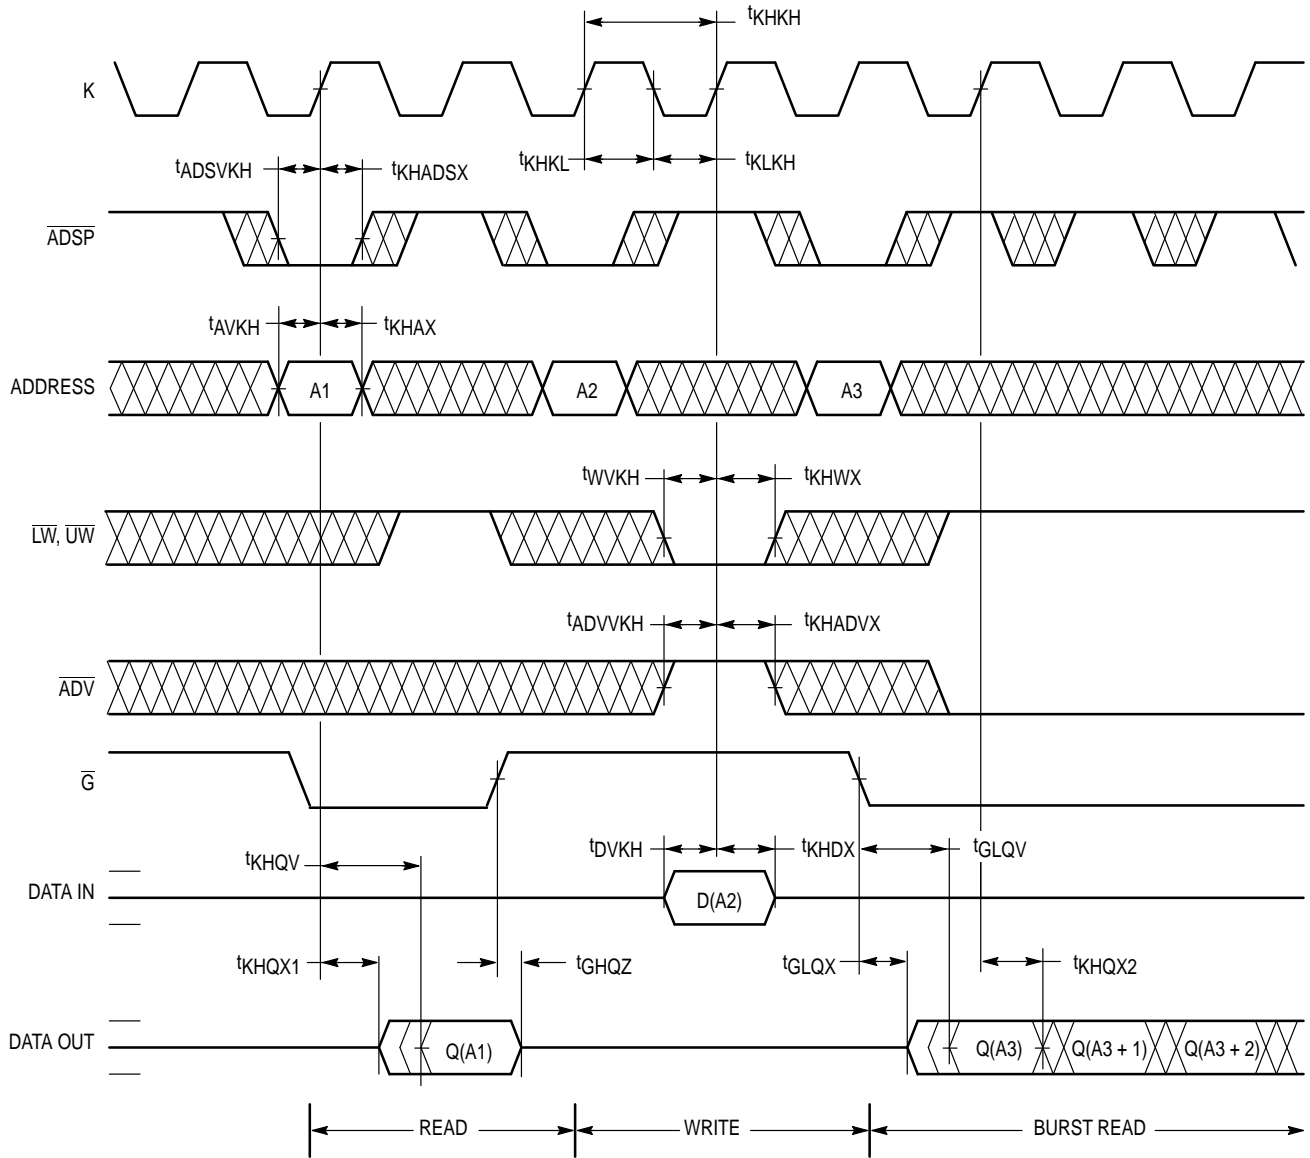 tKHKH
K
tADSVKH tKHADSX tKHKL tKLKH
ADSP
tAVKH tKHAX
ADDRESS A1 A2 A3
tWVKH tKHWX
LW, UW
tADVVKH tKHADVX
ADV
G
tKHQV tDVKH tKHDX tGLQV
DATA IN D(A2)
tKHQX1 tGHQZ tGLQX tKHQX2
DATA OUT Q(A1) Q(A3) Q(A3 + 1) Q(A3 + 2)
READ WRITE BURST READ